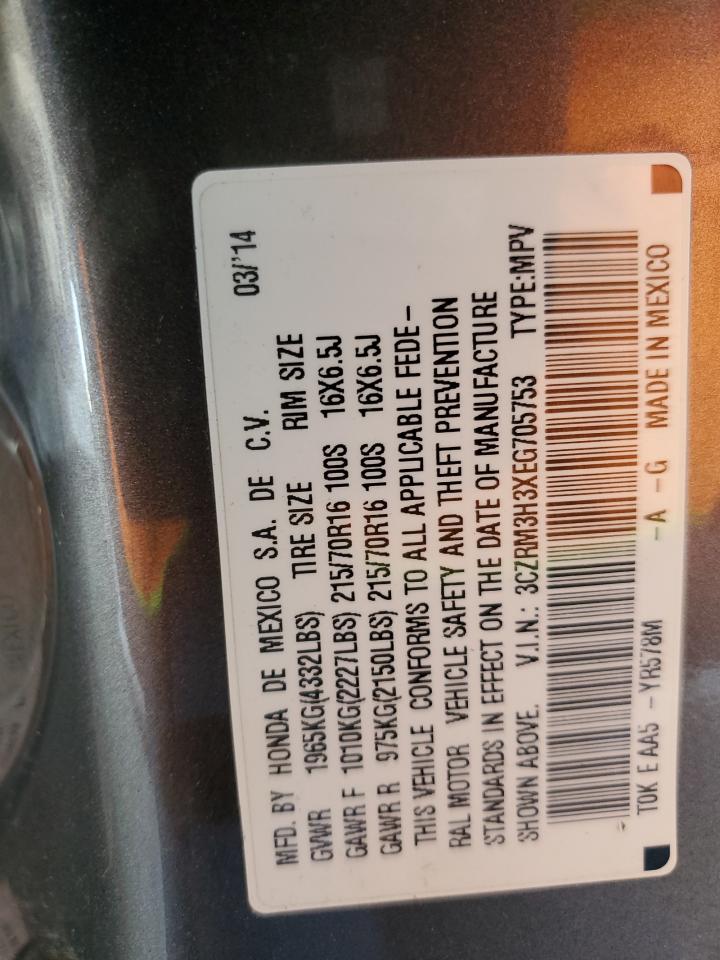 MFD. BY HONDA DE MEXICO S.A. DE C.V. 03/'14
GVWR 1965KG(4332LBS) TIRE SIZE RIM SIZE
GAWR F 1010KG(2227LBS) 215/70R16 100S 16X6.5J
GAWR R 975KG(2150LBS) 215/70R16 100S 16X6.5J
THIS VEHICLE CONFORMS TO ALL APPLICABLE FEDE-
RAL MOTOR VEHICLE SAFETY AND THEFT PREVENTION
STANDARDS IN EFFECT ON THE DATE OF MANUFACTURE
SHOWN ABOVE. V.I.N.: 3CZRM3H3XEG705753 TYPE:MPV
T0K E AA5 -YR578M -A -G MADE IN MEXICO